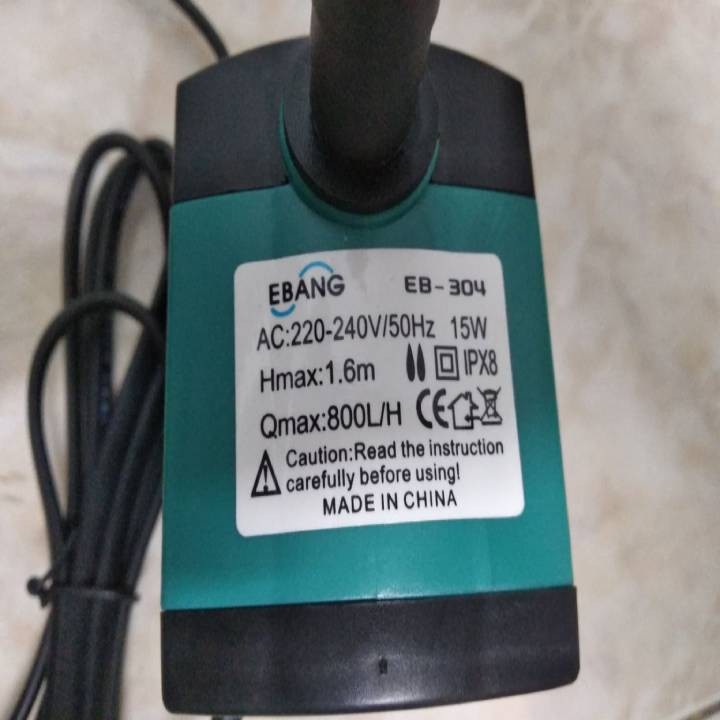 EBANG EB-304
AC:220-240V/50Hz 15W
Hmax:1.6m IPX8
Qmax:800L/H CE
Caution:Read the instruction
carefully before using!
MADE IN CHINA